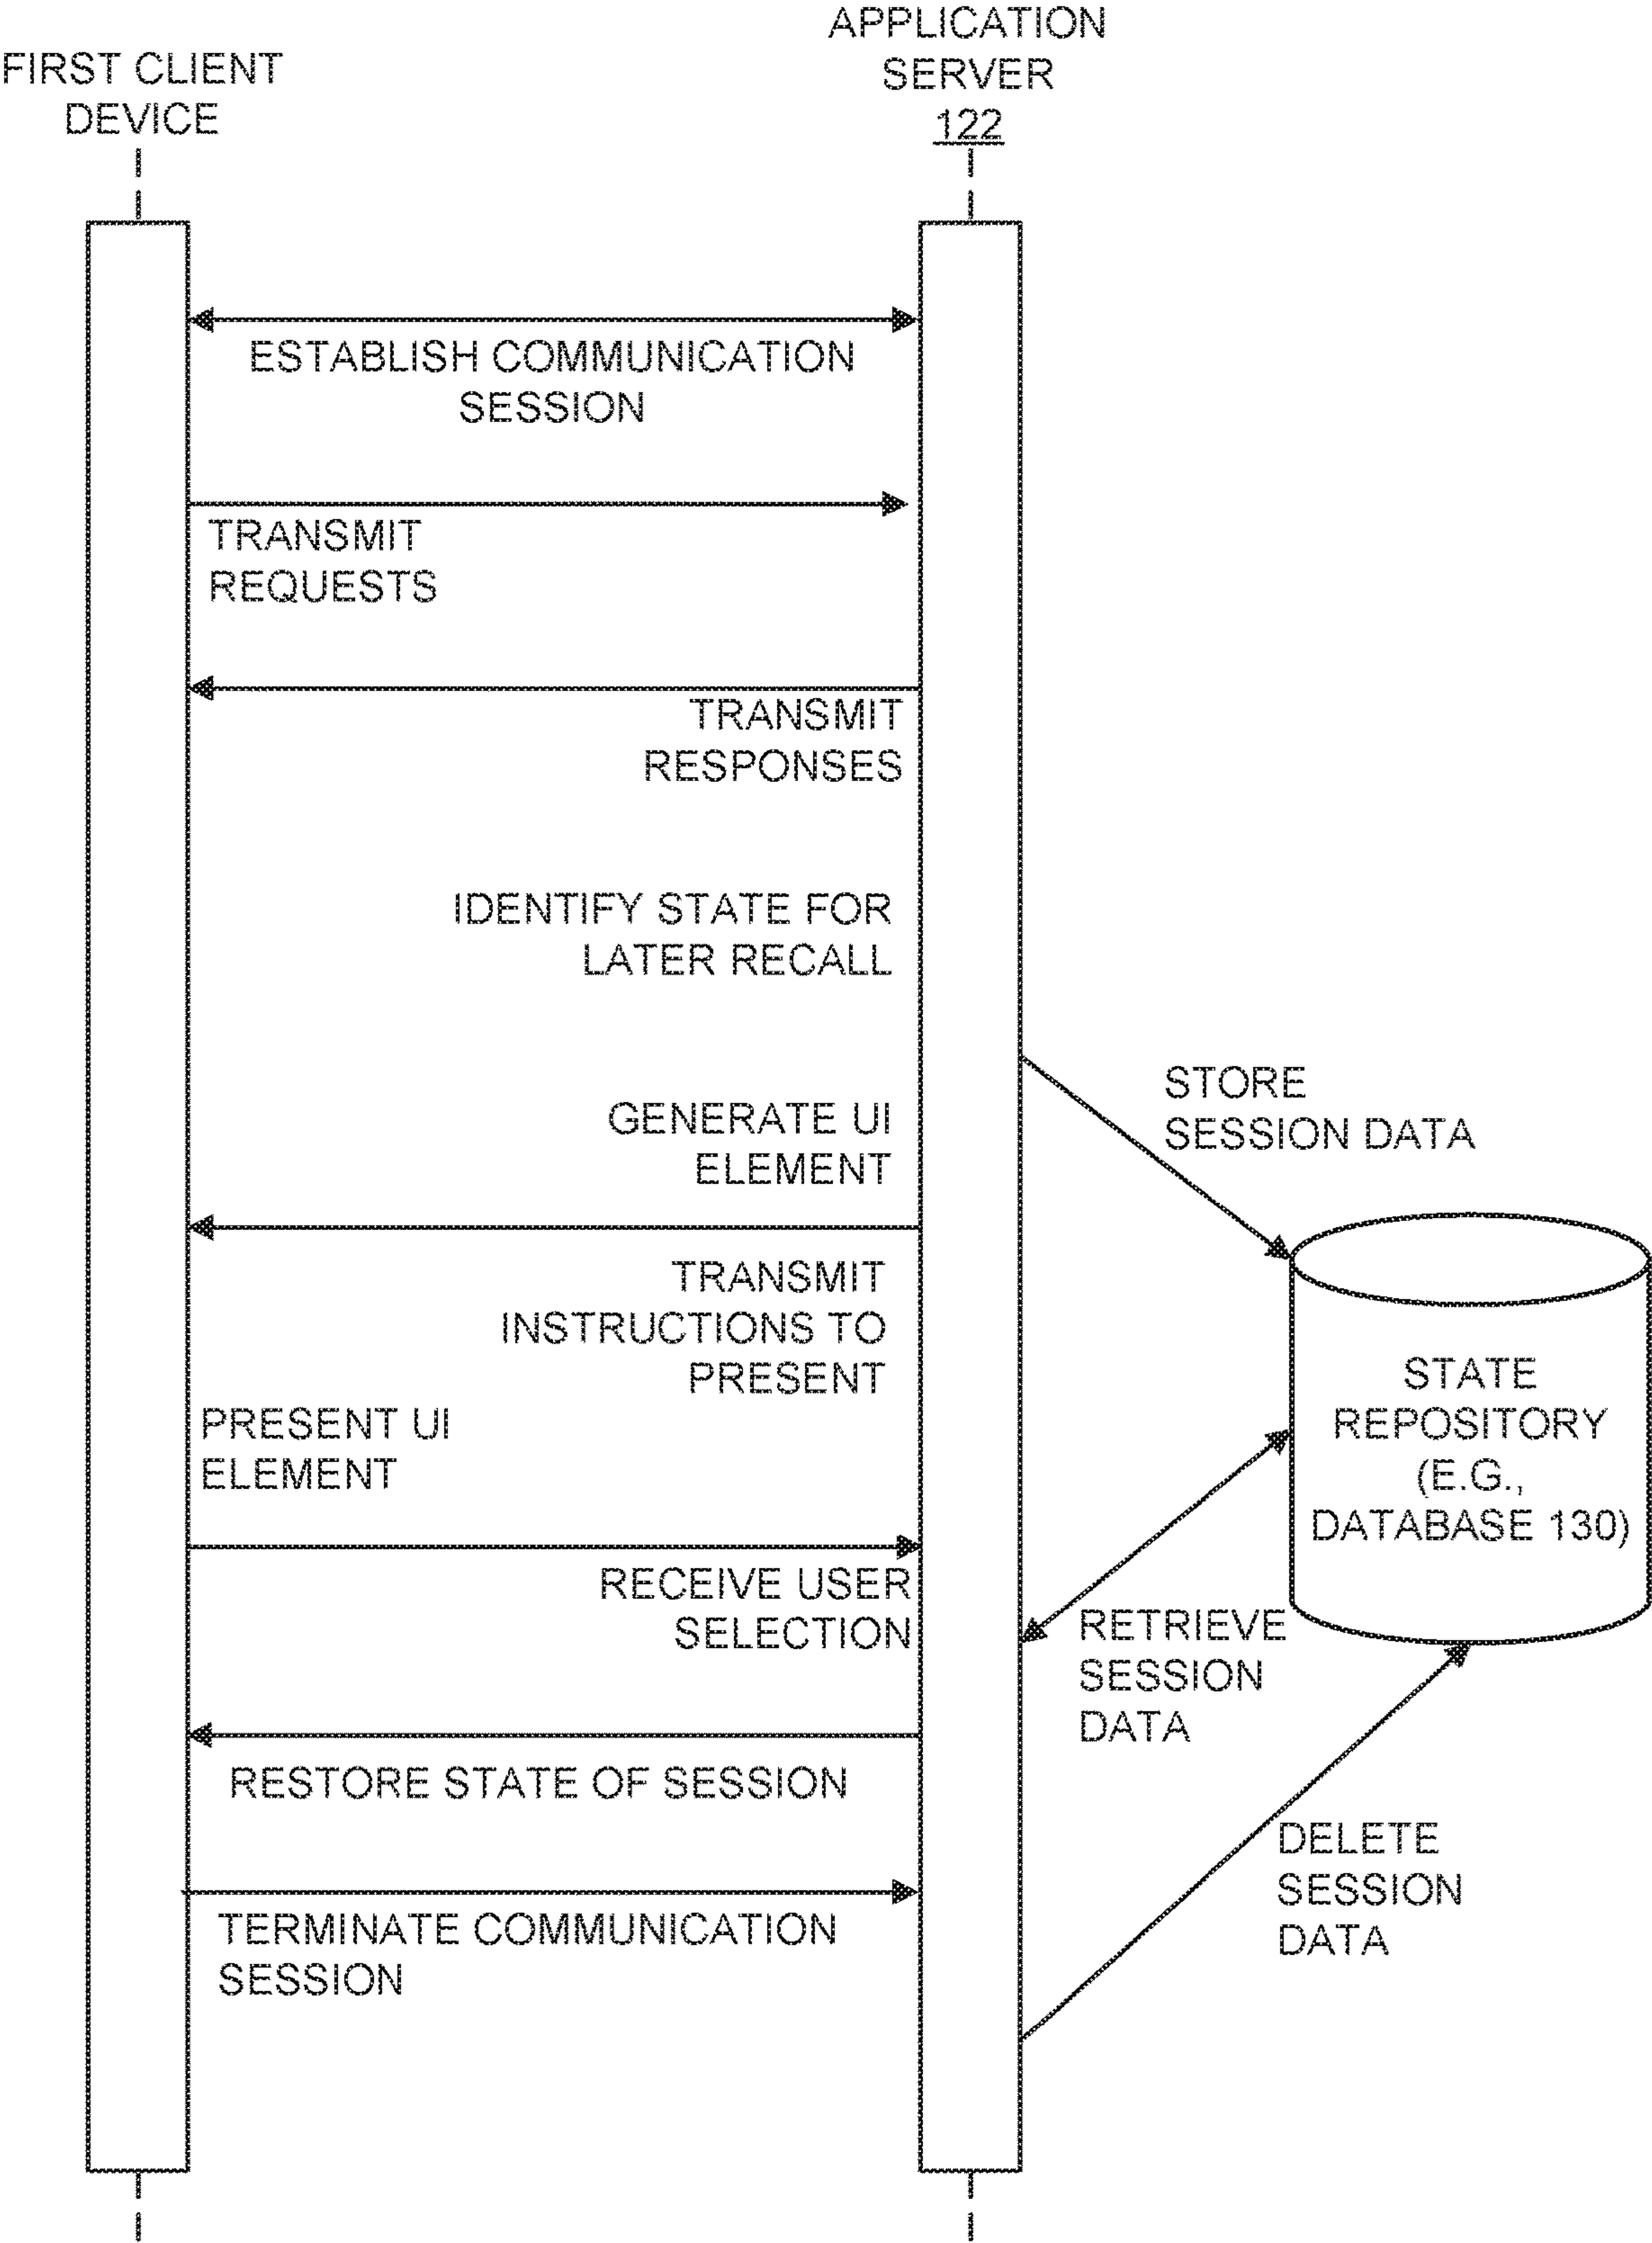 FIRST CLIENT
DEVICE
APPLICATION
SERVER
122
ESTABLISH COMMUNICATION
SESSION
TRANSMIT
REQUESTS
TRANSMIT
RESPONSES
IDENTIFY STATE FOR
LATER RECALL
STORE
SESSION DATA
GENERATE UI
ELEMENT
TRANSMIT
INSTRUCTIONS TO
PRESENT
STATE
REPOSITORY
(E.G.,
DATABASE 130)
PRESENT UI
ELEMENT
RECEIVE USER
SELECTION
RETRIEVE
SESSION
DATA
RESTORE STATE OF SESSION
DELETE
SESSION
DATA
TERMINATE COMMUNICATION
SESSION